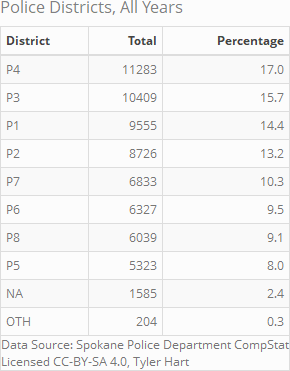 Police Districts, All Years
District Total Percentage
P4 11283 17.0
P3 10409 15.7
P1 9555 14.4
P2 8726 13.2
P7 6833 10.3
P6 6327 9.5
P8 6039 9.1
P5 5323 8.0
NA 1585 2.4
OTH 204 0.3
Data Source: Spokane Police Department CompStat
Licensed CC-BY-SA 4.0, Tyler Hart